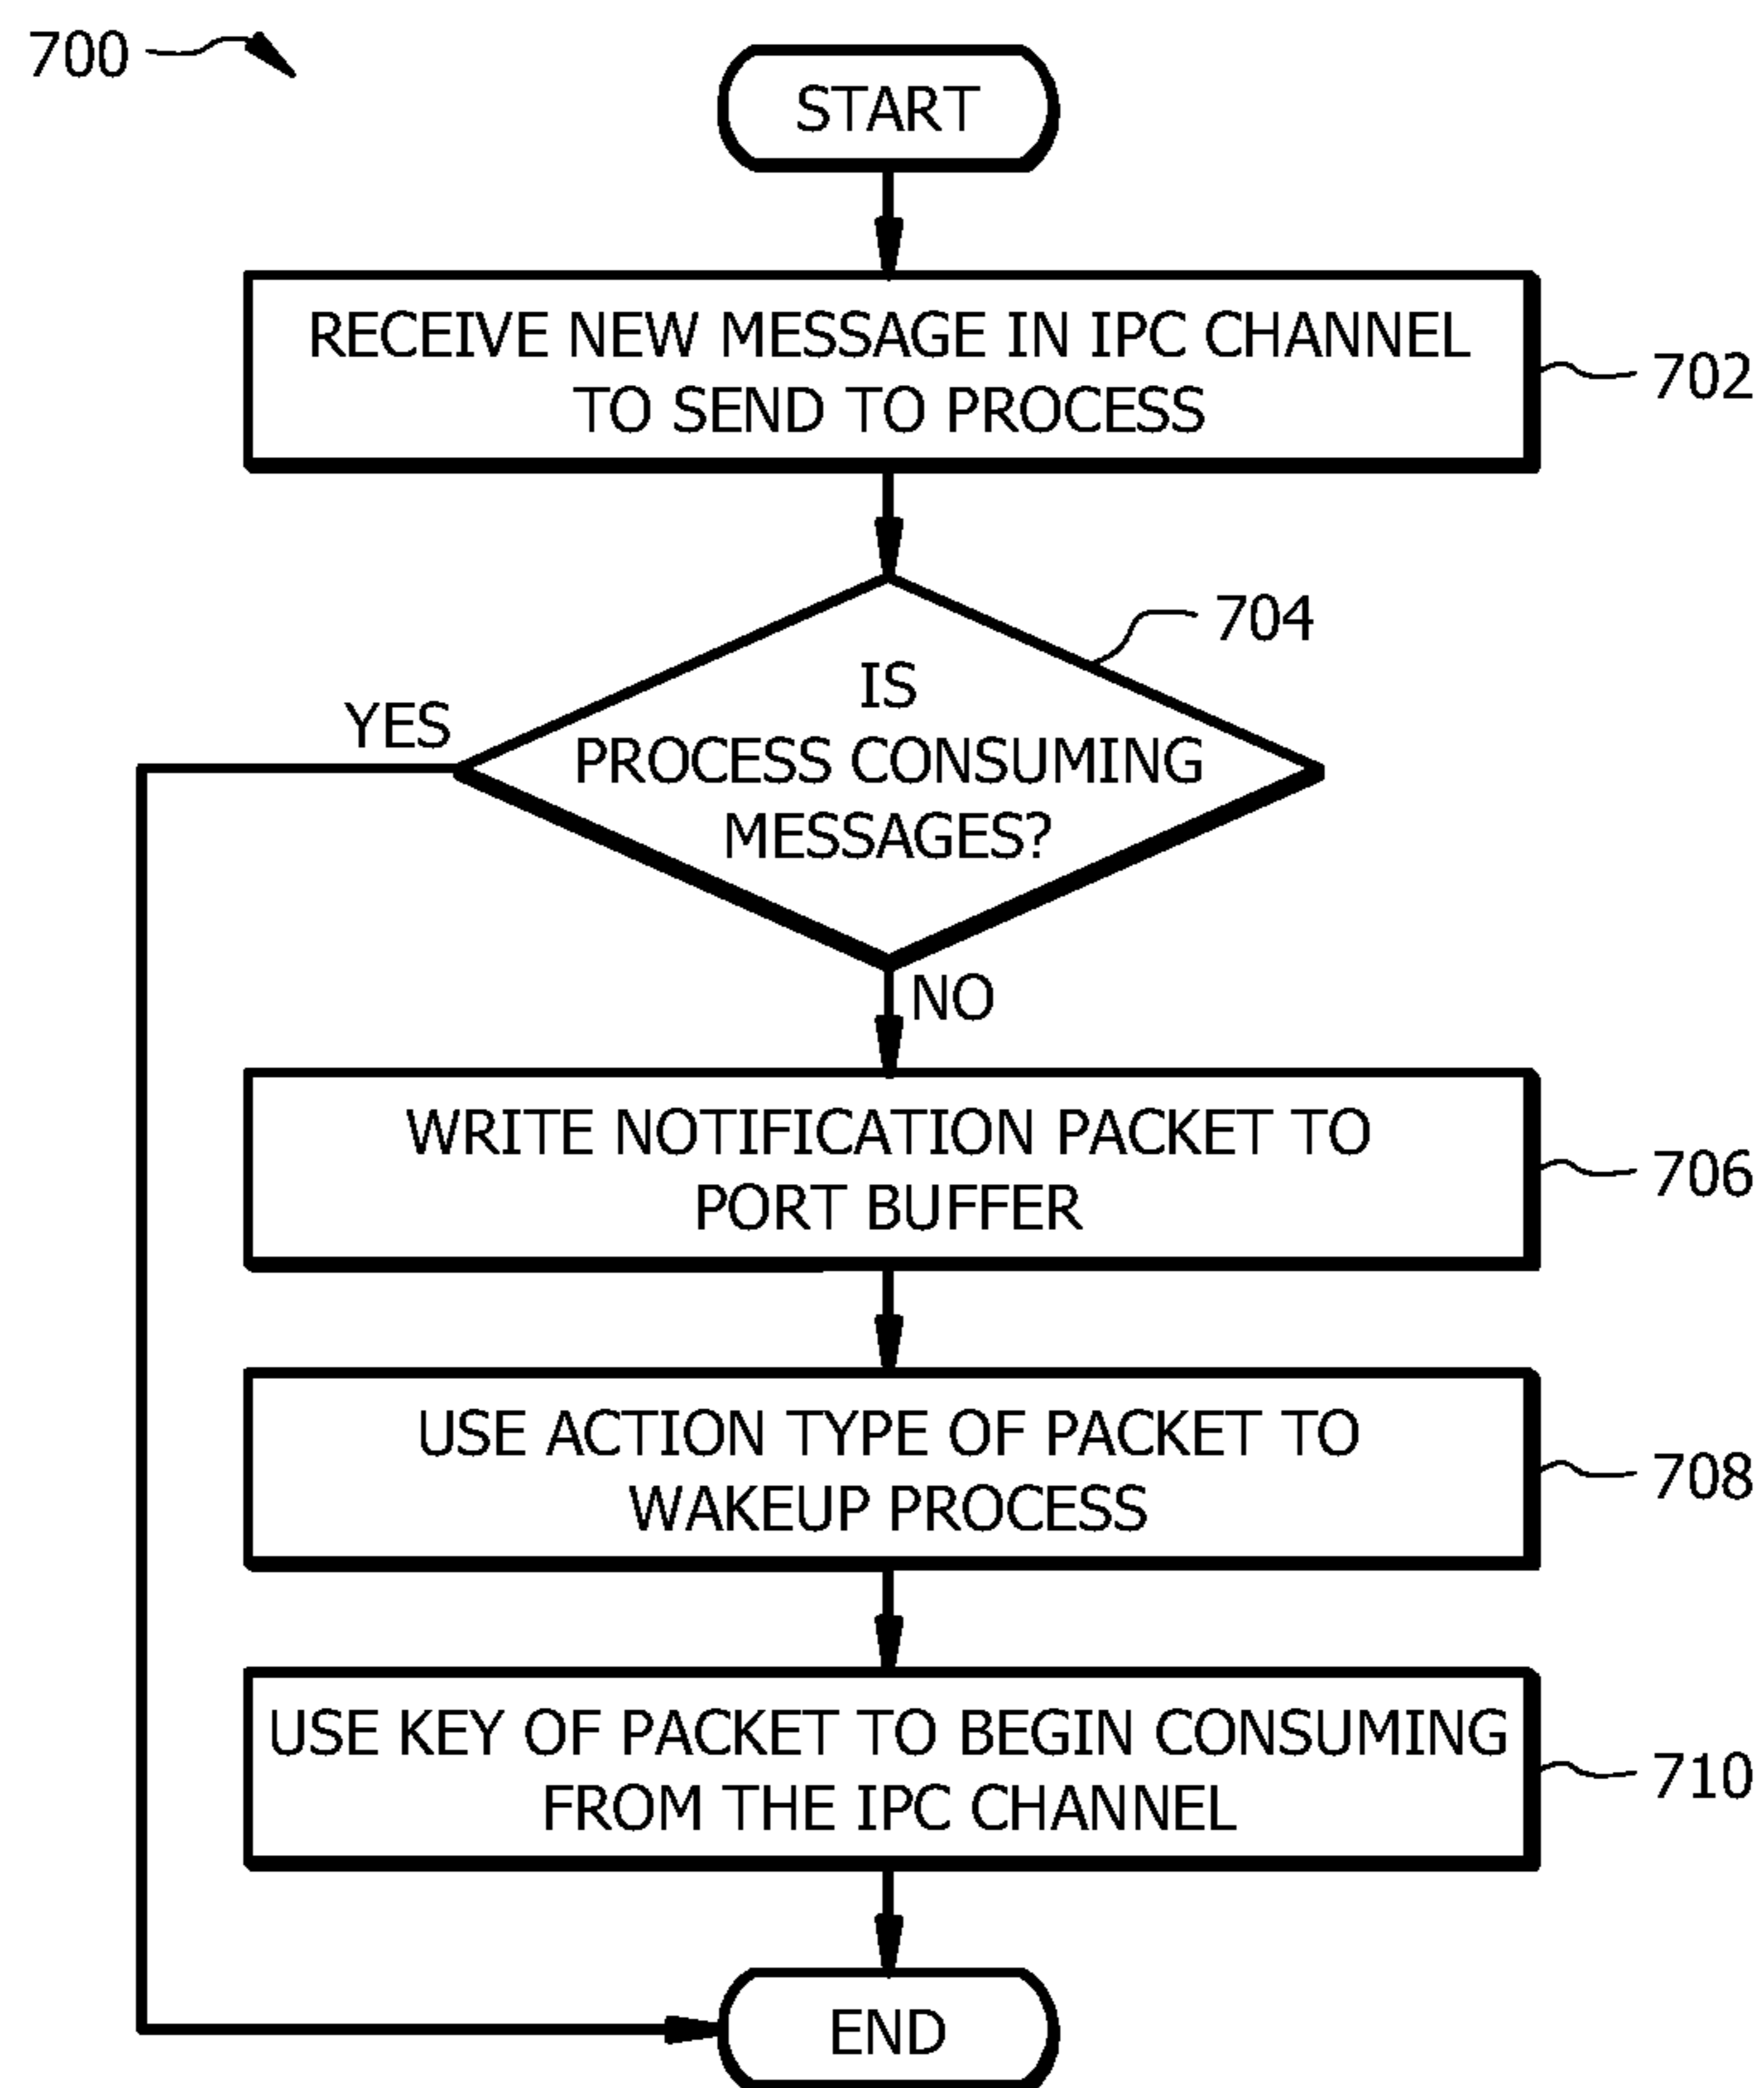 700
START
RECEIVE NEW MESSAGE IN IPC CHANNEL
TO SEND TO PROCESS
702
704
IS
PROCESS CONSUMING
MESSAGES?
YES
NO
WRITE NOTIFICATION PACKET TO
PORT BUFFER
706
USE ACTION TYPE OF PACKET TO
WAKEUP PROCESS
708
USE KEY OF PACKET TO BEGIN CONSUMING
FROM THE IPC CHANNEL
710
END